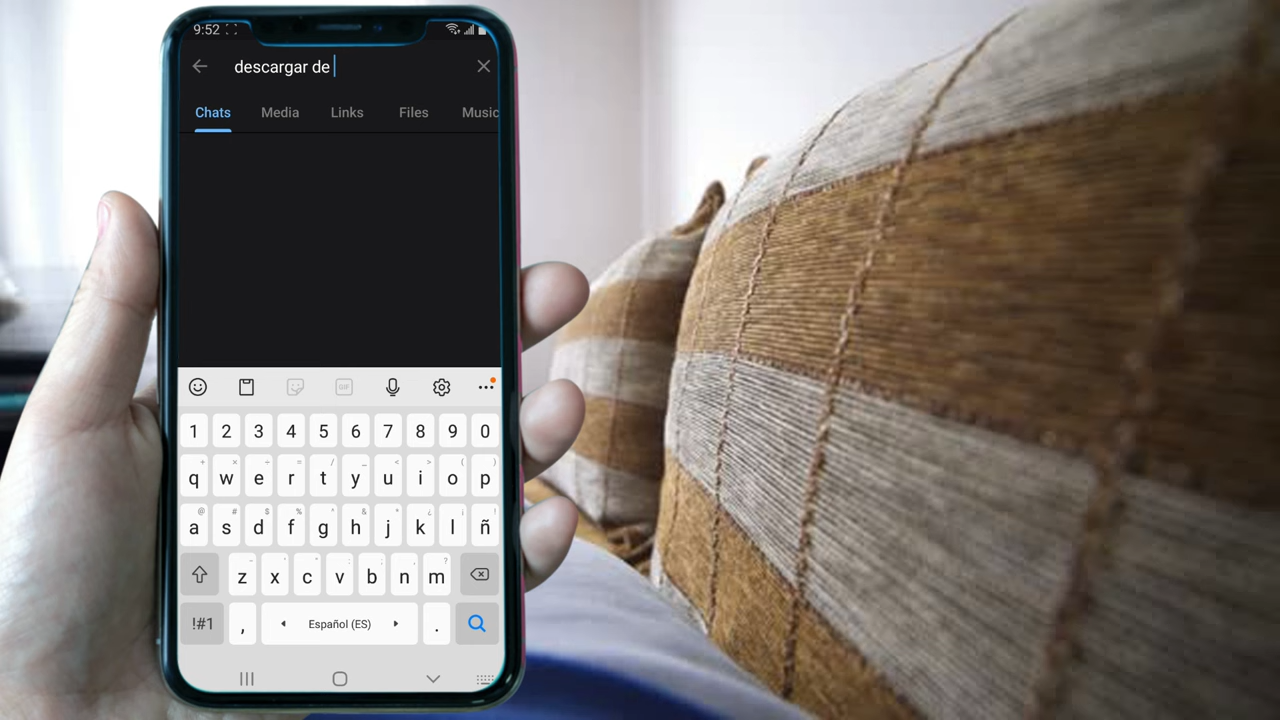 9:52
descargar de
Chats Media Links Files Music
GIF
1 2 3 4 5 6 7 8 9 0
q w e r t y u i o p
a s d f g h j k l ñ
z x c v b n m
!#1 , Español (ES) .